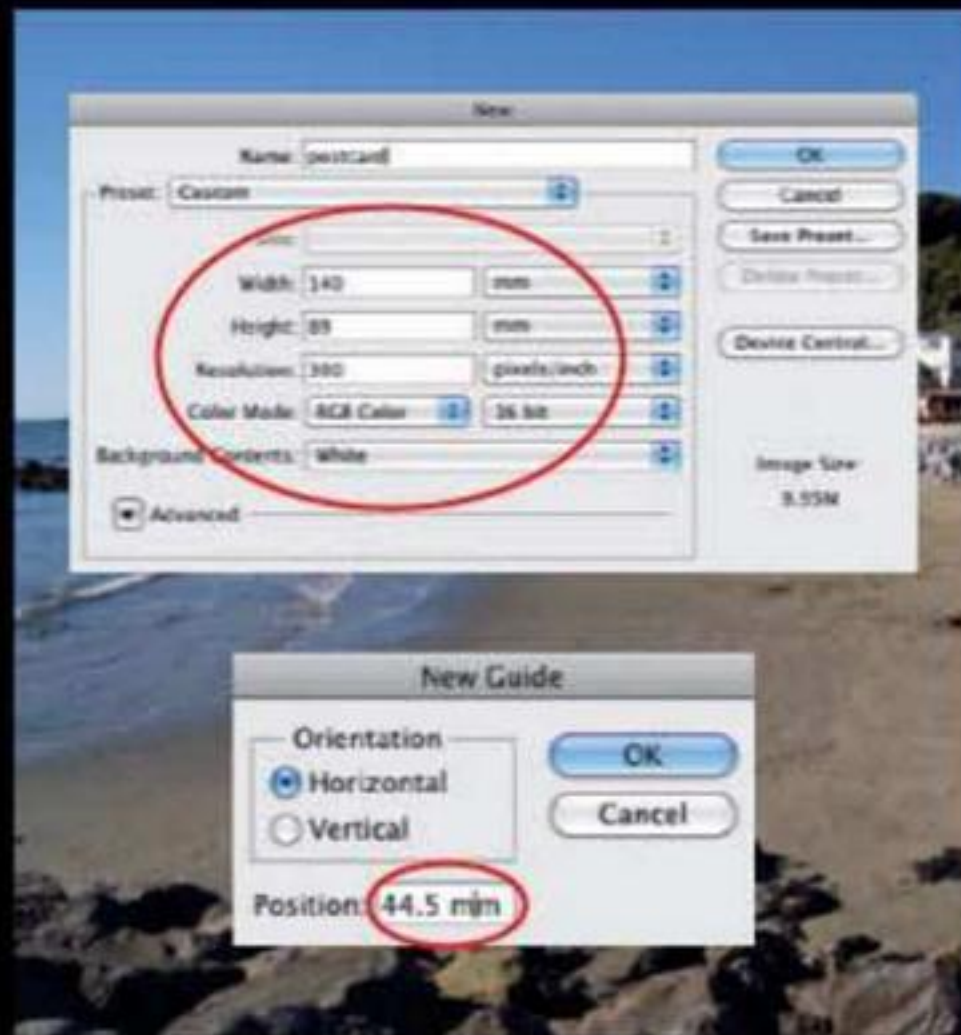 New
Name: postcard
OK
Preset: Custom
Cancel
Save Preset...
Width: 140 mm
Delete Preset...
Height: 89 mm
Device Central...
Resolution: 300 pixels/inch
Color Mode: RGB Color 16 bit
Background Contents: White
Image Size:
Advanced
New Guide
Orientation
OK
Horizontal
Cancel
Vertical
Position: 44.5 mm